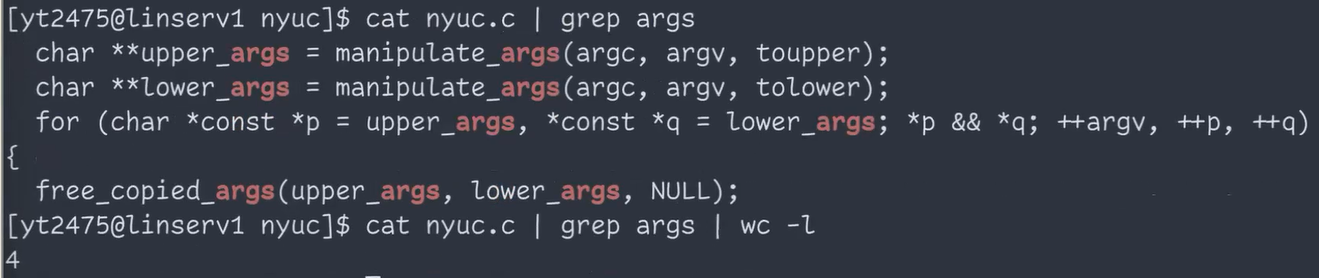 [yt2475@linserv1 nyuc]$ cat nyuc.c | grep args
  char **upper_args = manipulate_args(argc, argv, toupper);
  char **lower_args = manipulate_args(argc, argv, tolower);
  for (char *const *p = upper_args, *const *q = lower_args; *p && *q; ++argv, ++p, ++q)
{
  free_copied_args(upper_args, lower_args, NULL);
[yt2475@linserv1 nyuc]$ cat nyuc.c | grep args | wc -l
4